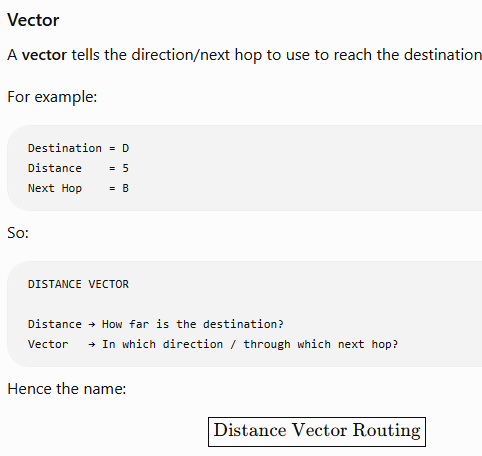 Vector
A vector tells the direction/next hop to use to reach the destination
For example:
Destination = D
Distance    = 5
Next Hop    = B
So:
DISTANCE VECTOR
Distance → How far is the destination?
Vector   → In which direction / through which next hop?
Hence the name:
Distance Vector Routing